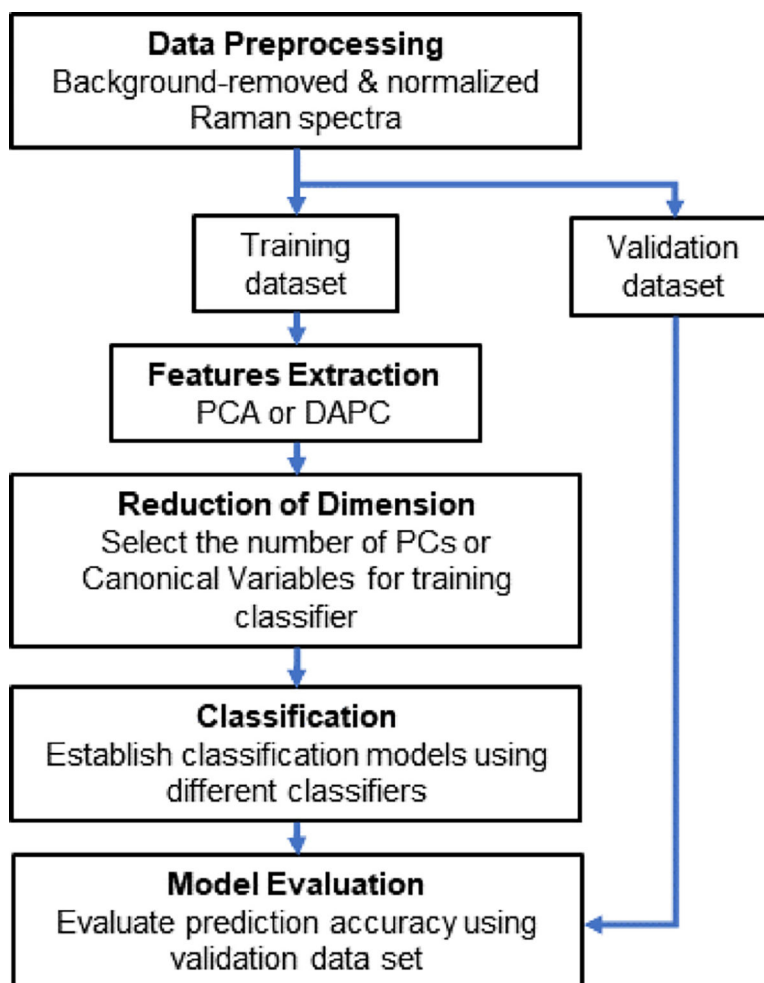 Data Preprocessing
Background-removed & normalized
Raman spectra
Training
dataset
Validation
dataset
Features Extraction
PCA or DAPC
Reduction of Dimension
Select the number of PCs or
Canonical Variables for training
classifier
Classification
Establish classification models using
different classifiers
Model Evaluation
Evaluate prediction accuracy using
validation data set